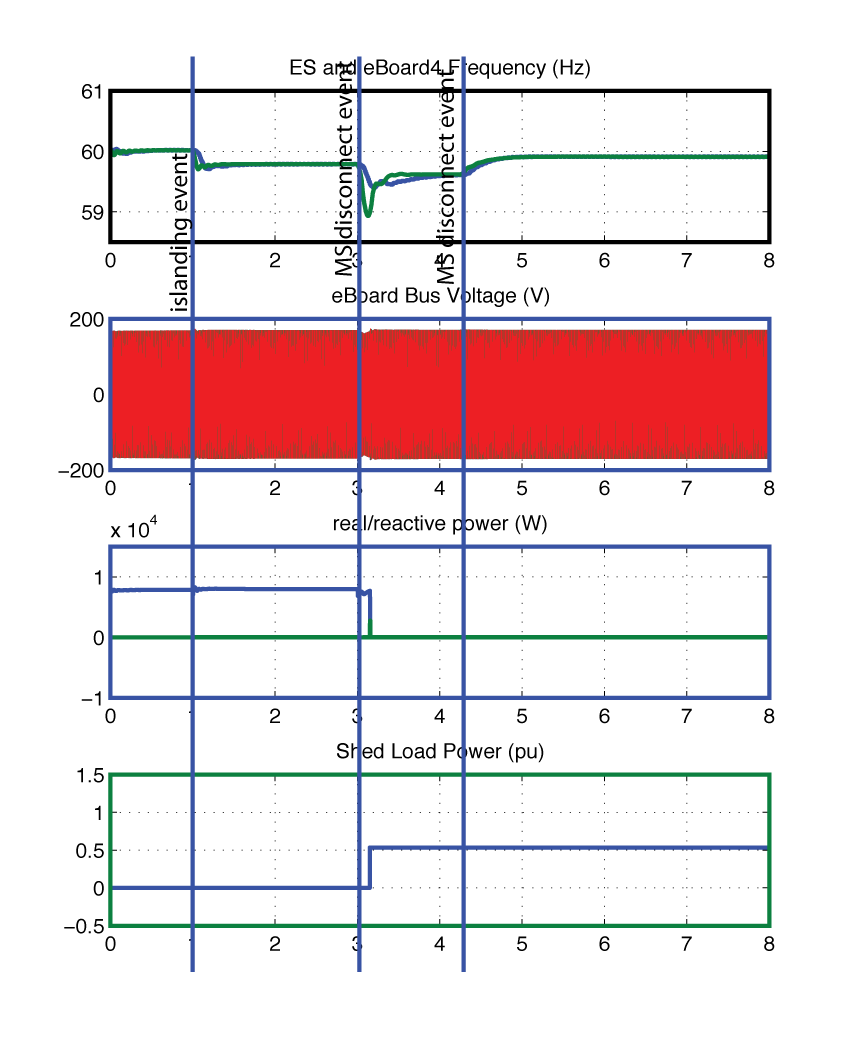 ES and eBoard4 Frequency (Hz)
61
60
59
0 2 3 4 5 6 7 8
islanding event
MS disconnect event
MS disconnect event
eBoard Bus Voltage (V)
200
0
−200
0 1 2 3 4 5 6 7 8
real/reactive power (W)
x 10^4
1
0
−1
0 1 2 3 4 5 6 7 8
Shed Load Power (pu)
1.5
1
0.5
0
−0.5
0 1 2 3 4 5 6 7 8